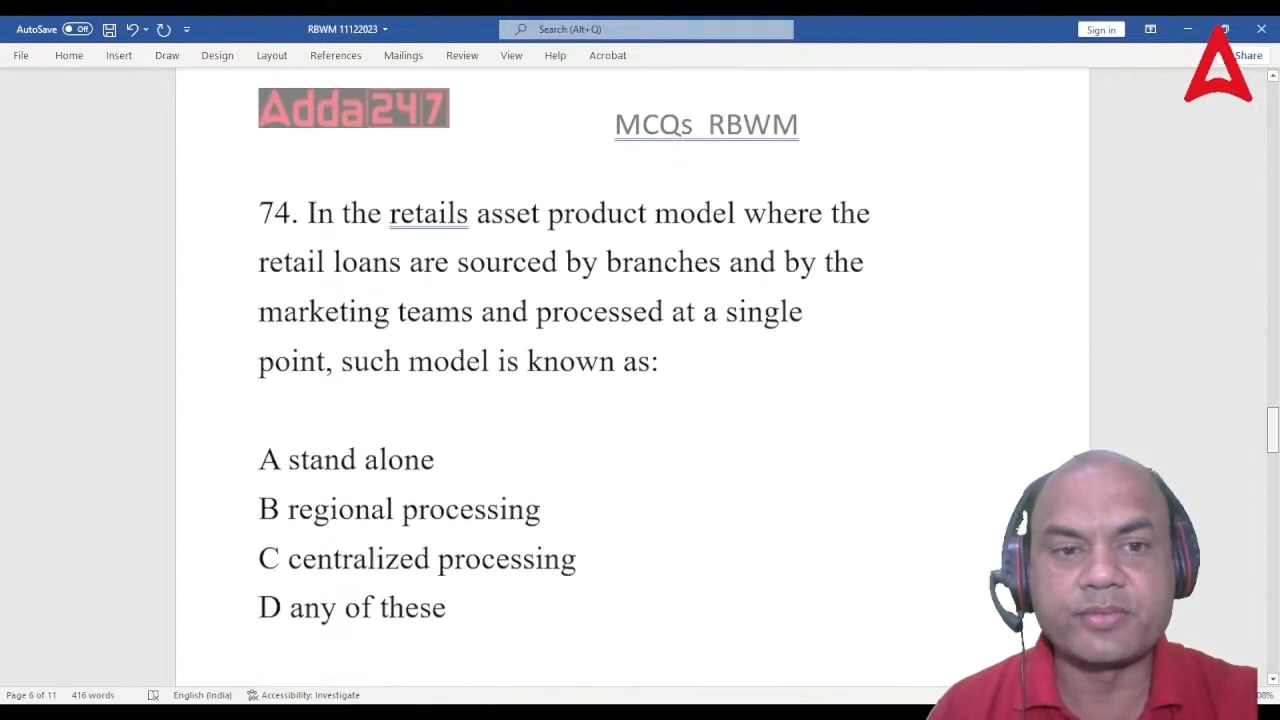 AutoSave Off
RBWM 11122023
Search (Alt+Q)
Sign in
File Home Insert Draw Design Layout References Mailings Review View Help Acrobat
Share
Adda 247
MCQs RBWM
74. In the retails asset product model where the
retail loans are sourced by branches and by the
marketing teams and processed at a single
point, such model is known as:
A stand alone
B regional processing
C centralized processing
D any of these
Page 6 of 11 416 words English (India) Accessibility: Investigate